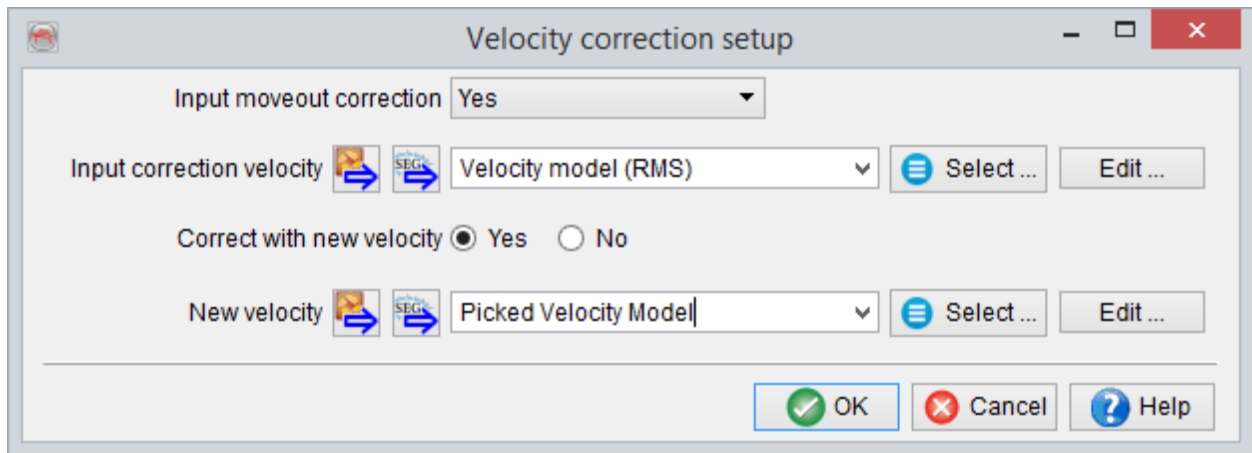 Velocity correction setup
Input moveout correction Yes
Input correction velocity SEG Velocity model (RMS) Select ... Edit ...
Correct with new velocity Yes No
New velocity SEG Picked Velocity Model Select ... Edit ...
OK Cancel Help